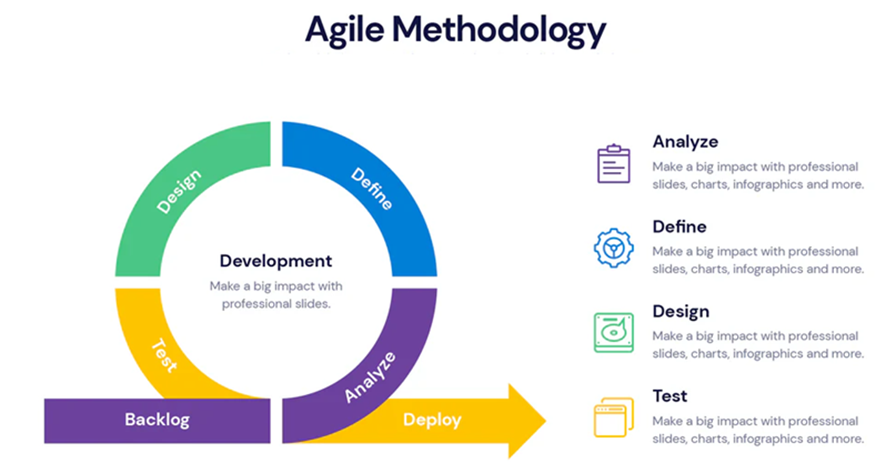 Agile Methodology
Design
Define
Development
Make a big impact with
professional slides.
Test
Analyze
Backlog
Deploy
Analyze
Make a big impact with professional
slides, charts, infographics and more.
Define
Make a big impact with professional
slides, charts, infographics and more.
Design
Make a big impact with professional
slides, charts, infographics and more.
Test
Make a big impact with professional
slides, charts, infographics and more.